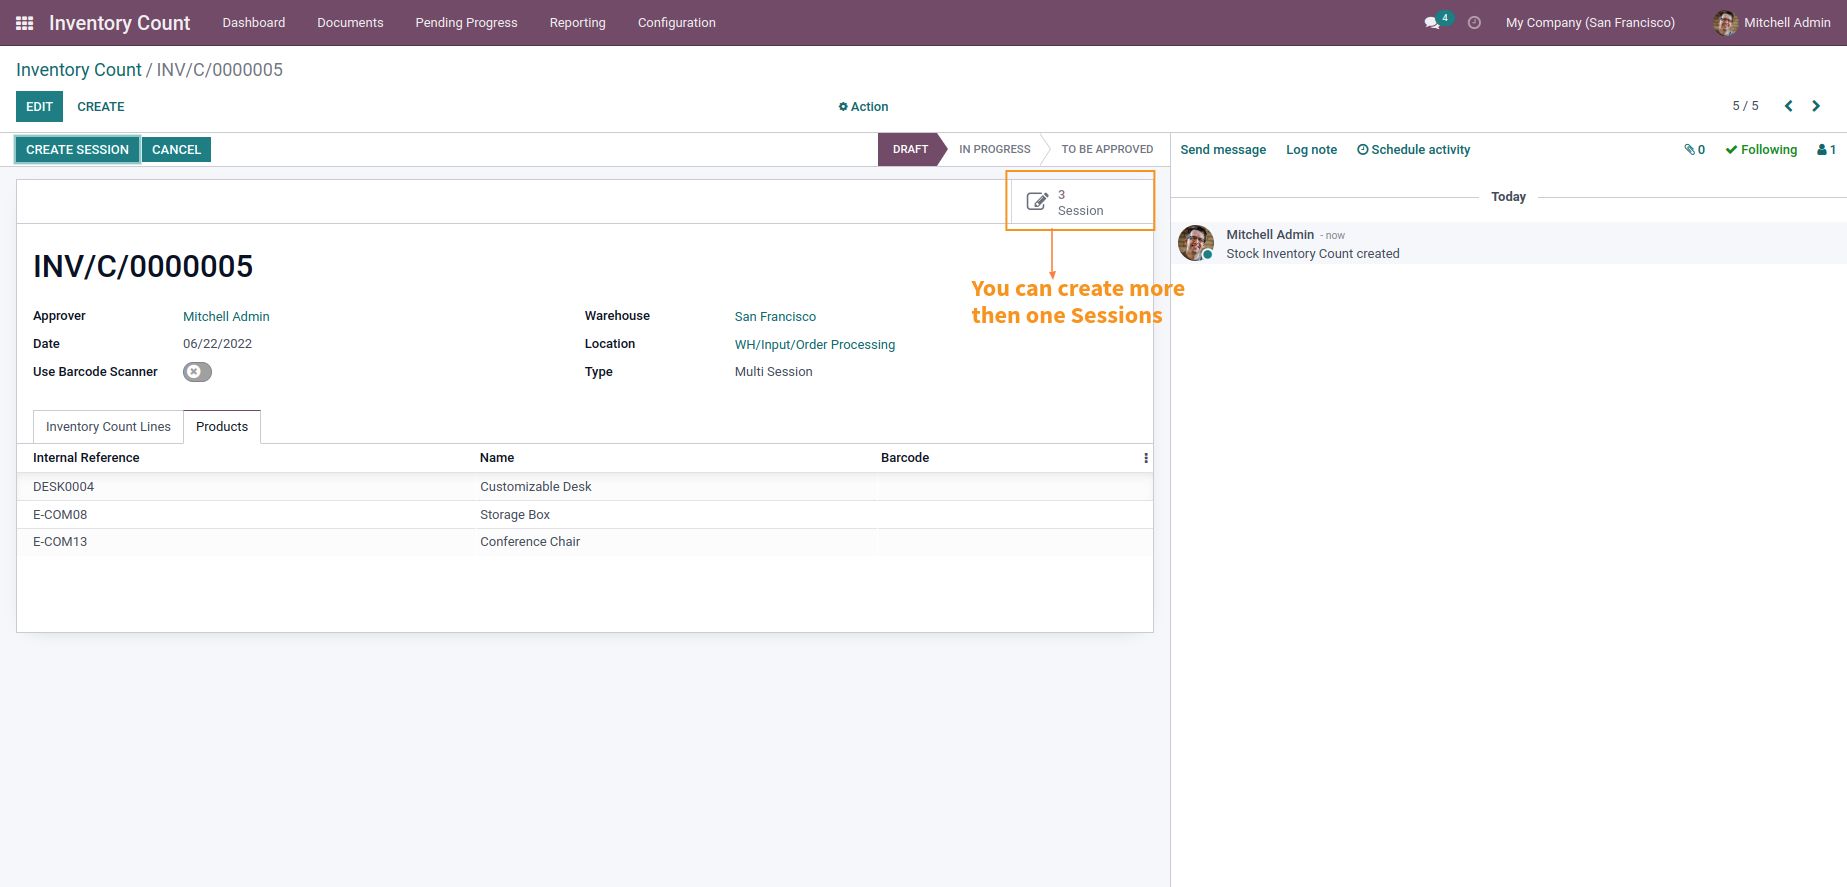 Inventory Count Dashboard Documents Pending Progress Reporting Configuration 4 My Company (San Francisco) Mitchell Admin
Inventory Count / INV/C/0000005
EDIT CREATE Action 5 / 5
CREATE SESSION CANCEL DRAFT IN PROGRESS TO BE APPROVED Send message Log note Schedule activity 0 Following 1
3
Session
Today
Mitchell Admin - now
Stock Inventory Count created
INV/C/0000005
You can create more
then one Sessions
Approver Mitchell Admin Warehouse San Francisco
Date 06/22/2022 Location WH/Input/Order Processing
Use Barcode Scanner Type Multi Session
Inventory Count Lines Products
Internal Reference Name Barcode
DESK0004 Customizable Desk
E-COM08 Storage Box
E-COM13 Conference Chair